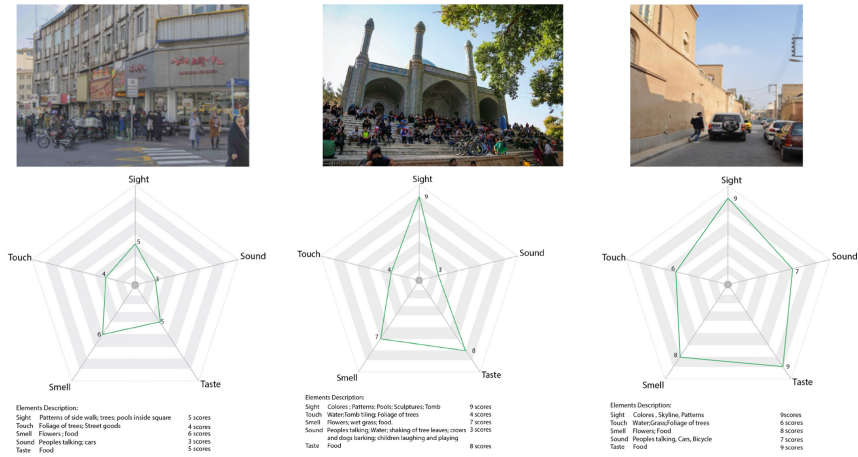 Sight
5
Touch
4
3
Sound
6
5
Smell
Taste
Elements Description:
Sight Patterns of side walk; trees; pools inside square 5 scores
Touch Foliage of trees; Street goods 4 scores
Smell Flowers ; food 6 scores
Sound Peoples talking; cars 3 scores
Taste Food 5 scores
Sight
9
Touch
4
3
Sound
7
8
Smell
Taste
Elements Description:
Sight Colores ; Patterns; Pools; Sculptures; Tomb 9 scores
Touch Water;Tomb tiling; Foliage of trees 4 scores
Smell Flowers; wet grass; food. 7 scores
Sound Peoples talking; Water; shaking of tree leaves; crows 3 scores
and dogs barking; children laughing and playing
Taste Food 8 scores
Sight
9
Touch
6
7
Sound
8
9
Smell
Taste
Elements Description:
Sight Colores , Skyline, Patterns 9scores
Touch Water;Grass;Foliage of trees 6 scores
Smell Flowers; Food 8 scores
Sound Peoples talking, Cars, Bicycle 7 scores
Taste Food 9 scores